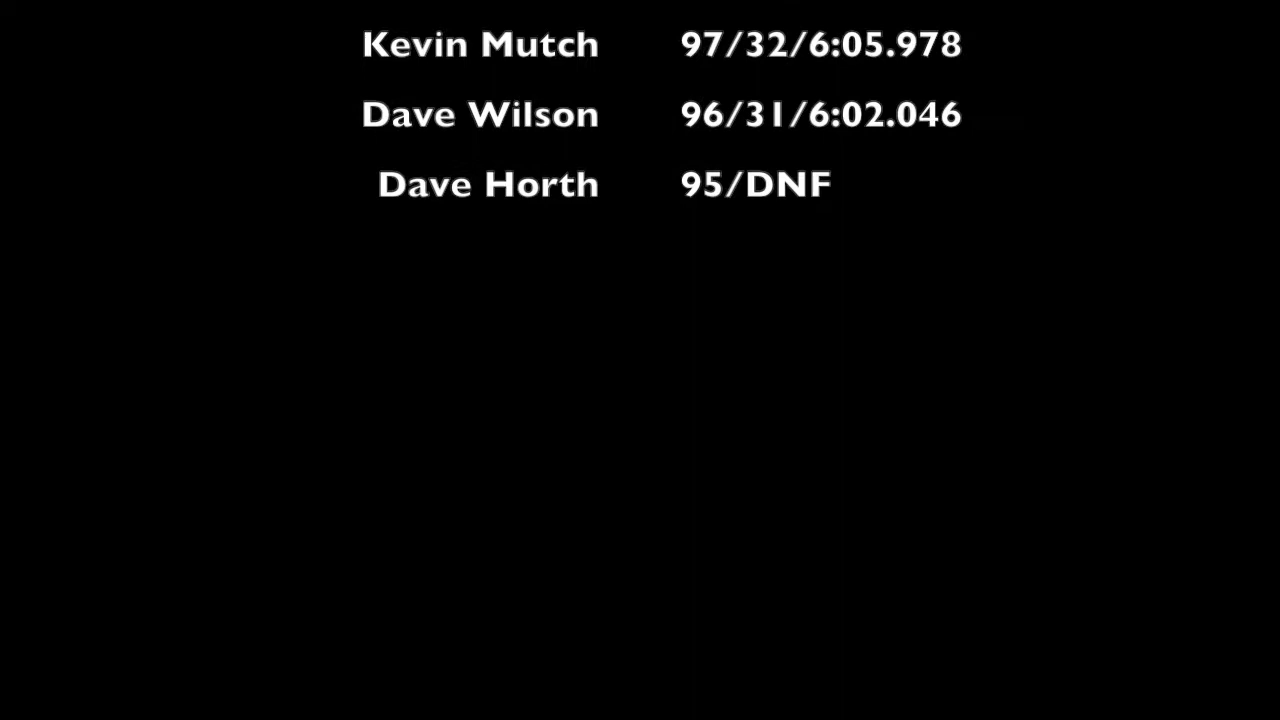 Kevin Mutch 97/32/6:05.978
Dave Wilson 96/31/6:02.046
Dave Horth 95/DNF